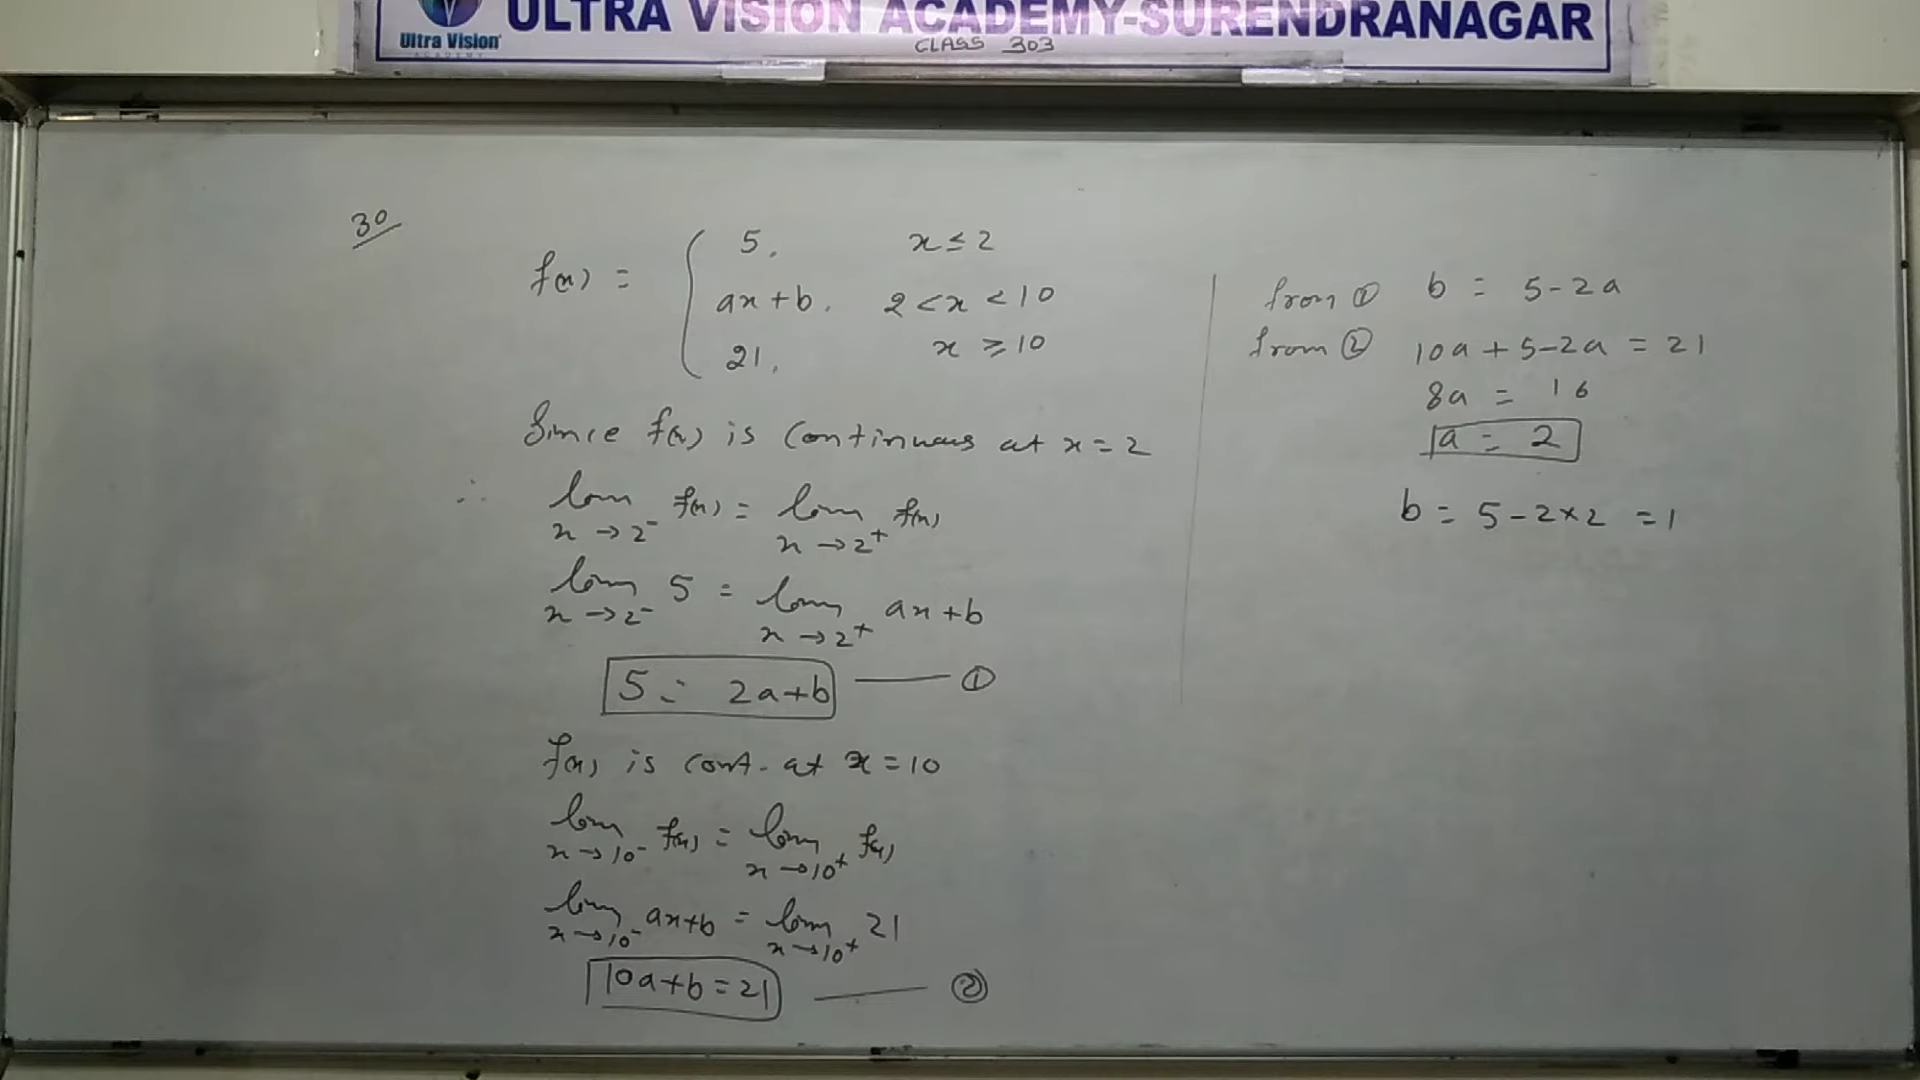 ULTRA VISION ACADEMY-SURENDRANAGAR
Ultra Vision
ACADEMY
CLASS 303
30
f(x) = { 5, x ≤ 2
ax + b, 2 < x < 10
21, x ≥ 10
Since f(x) is continuous at x = 2
∴ lim x → 2⁻ f(x) = lim x → 2⁺ f(x)
lim x → 2⁻ 5 = lim x → 2⁺ ax + b
5 = 2a + b —— ①
f(x) is cont. at x = 10
lim x → 10⁻ f(x) = lim x → 10⁺ f(x)
lim x → 10⁻ ax + b = lim x → 10⁺ 21
10a + b = 21 —— ②
from ① b = 5 - 2a
from ② 10a + 5 - 2a = 21
8a = 16
a = 2
b = 5 - 2 × 2 = 1